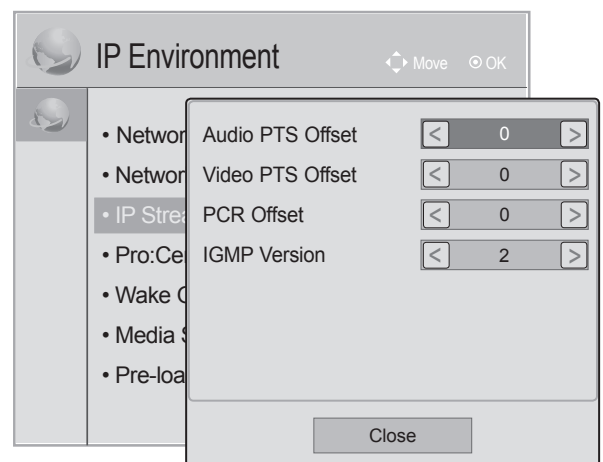 IP Environment
Move OK
• Networ
• Networ
• IP Strea
• Pro:Ce
• Wake
• Media
• Pre-loa
Audio PTS Offset < 0 >
Video PTS Offset < 0 >
PCR Offset < 0 >
IGMP Version < 2 >
Close